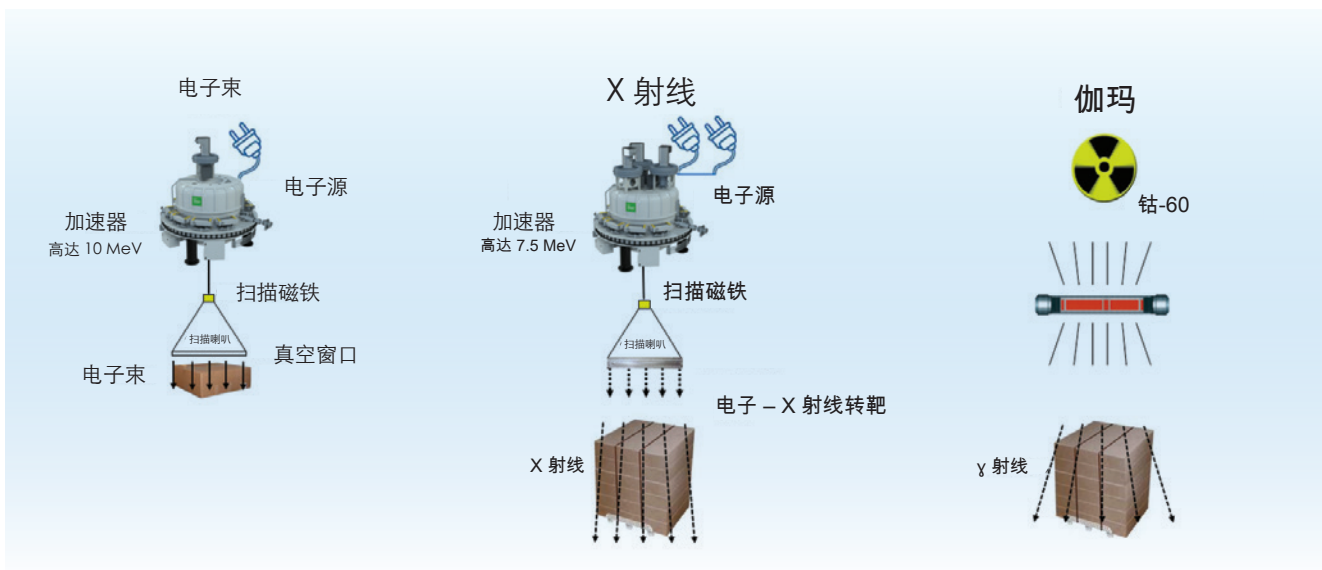 电子束
电子源
加速器
高达 10 MeV
扫描磁铁
扫描喇叭
真空窗口
电子束
X 射线
电子源
加速器
高达 7.5 MeV
扫描磁铁
扫描喇叭
电子 – X 射线转靶
X 射线
伽玛
钴-60
γ 射线